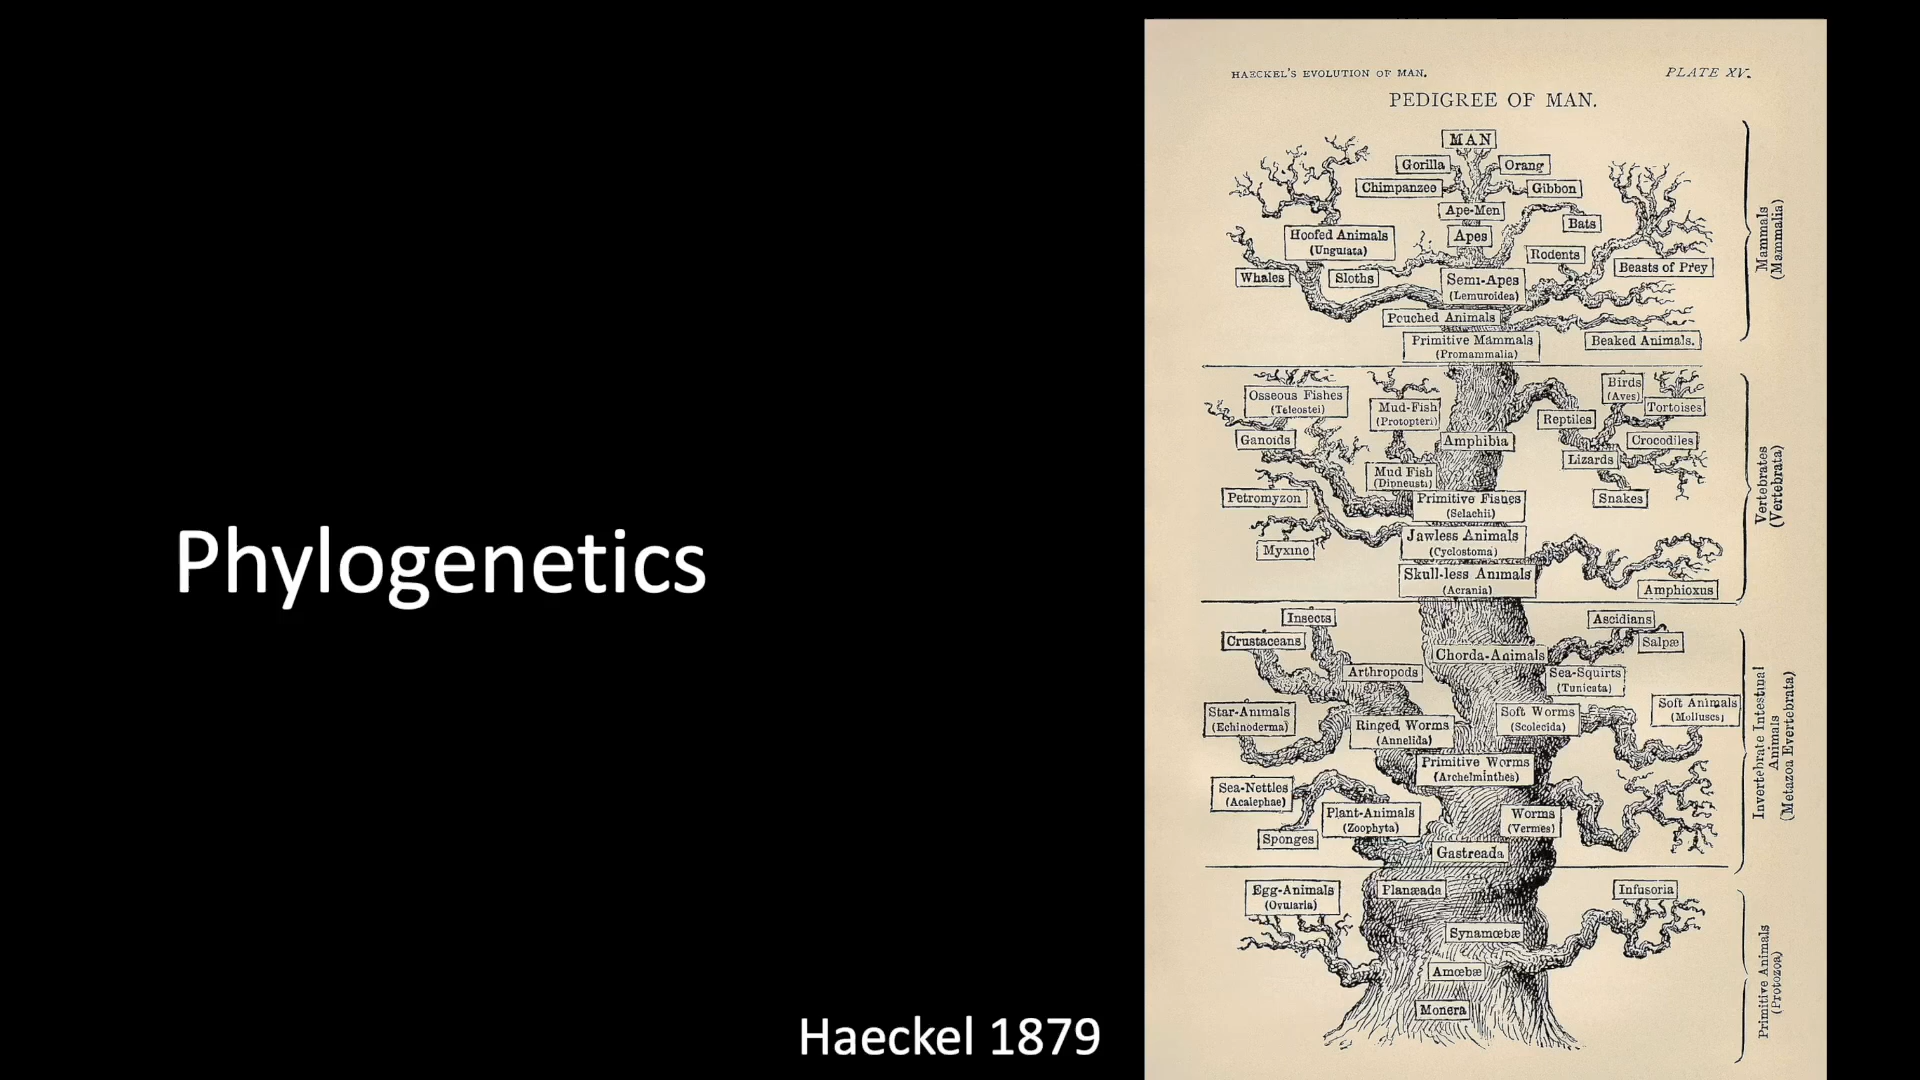 Phylogenetics
Haeckel 1879
HAECKEL'S EVOLUTION OF MAN.
PLATE XV.
PEDIGREE OF MAN.
MAN
Gorilla
Orang
Chimpanzee
Gibbon
Ape-Men
Bats
Hoofed Animals
(Ungulata)
Apes
Rodents
Beasts of Prey
Whales
Sloths
Semi-Apes
(Lemuroidea)
Pouched Animals
Primitive Mammals
(Promammalia)
Beaked Animals.
Mammals
(Mammalia)
Osseous Fishes
(Teleostei)
Mud-Fish
(Protopteri)
Birds
(Aves)
Tortoises
Reptiles
Ganoids
Amphibia
Crocodiles
Lizards
Mud Fish
(Dipneusta)
Petromyzon
Primitive Fishes
(Selachii)
Snakes
Myxine
Jawless Animals
(Cyclostoma)
Skull-less Animals
(Acrania)
Amphioxus
Vertebrates
(Vertebrata)
Insects
Ascidians
Crustaceans
Salpæ
Chorda-Animals
Arthropods
Sea-Squirts
(Tunicata)
Star-Animals
(Echinoderma)
Ringed Worms
(Annelida)
Soft Worms
(Scolecida)
Soft Animals
(Molluscs)
Primitive Worms
(Archelminthes)
Sea-Nettles
(Acalephae)
Plant-Animals
(Zoophyta)
Worms
(Vermes)
Sponges
Gastreada
Invertebrate Intestinal
Animals
(Metazoa Evertebrata)
Egg-Animals
(Ovularia)
Planæada
Infusoria
Synamœbæ
Amœbæ
Monera
Primitive Animals
(Protozoa)